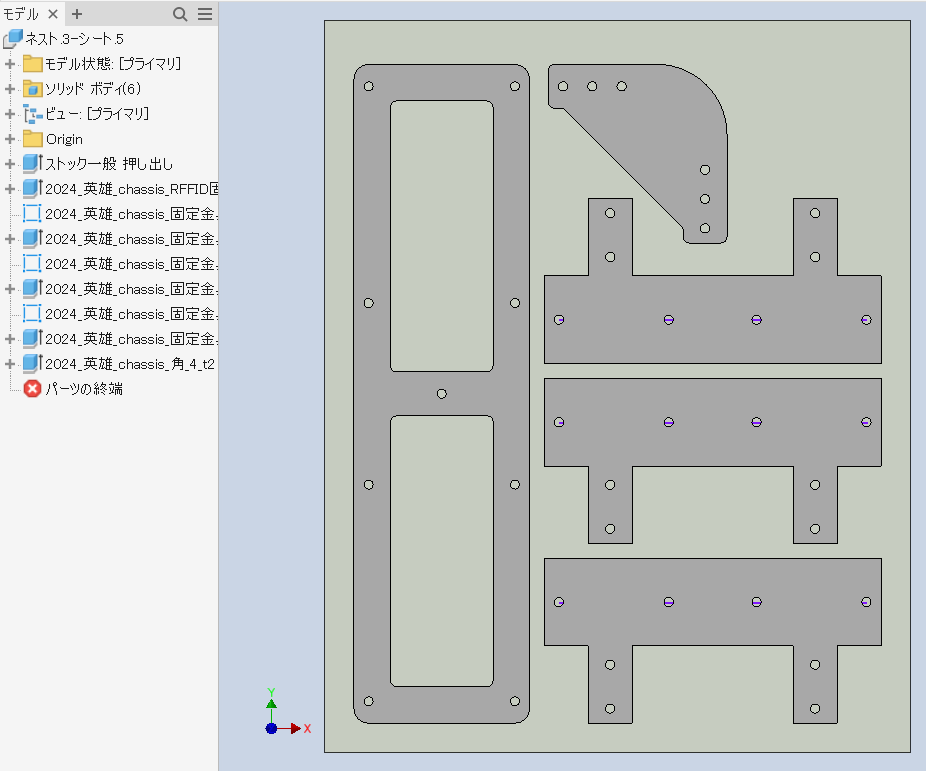 モデル
ネスト.3-シート.5
モデル状態: [プライマリ]
ソリッド ボディ(6)
ビュー: [プライマリ]
Origin
ストック一般 押し出し
2024_英雄_chassis_RFFID固
2024_英雄_chassis_固定金.
2024_英雄_chassis_固定金.
2024_英雄_chassis_固定金.
2024_英雄_chassis_固定金.
2024_英雄_chassis_固定金.
2024_英雄_chassis_固定金.
2024_英雄_chassis_角_4_t2
パーツの終端
Y
X